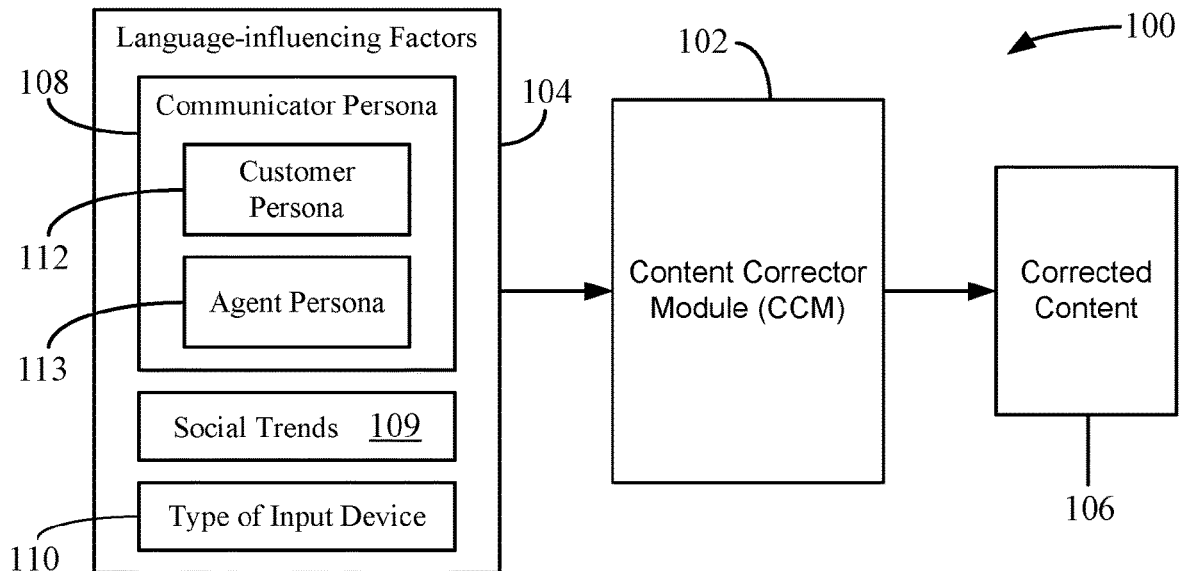 Language-influencing Factors
108
Communicator Persona
104
Customer
Persona
112
Agent Persona
113
Social Trends 109
Type of Input Device
110
102
Content Corrector
Module (CCM)
100
Corrected
Content
106